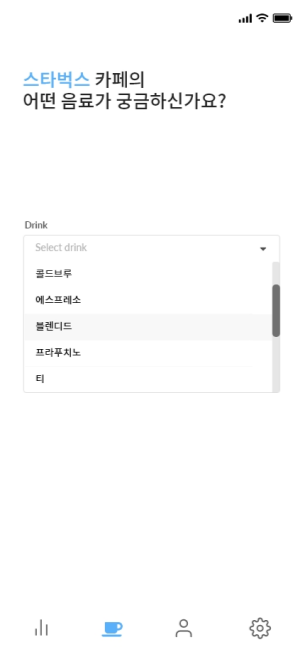 스타벅스 카페의
어떤 음료가 궁금하신가요?
Drink
Select drink
콜드브루
에스프레소
블렌디드
프라푸치노
티